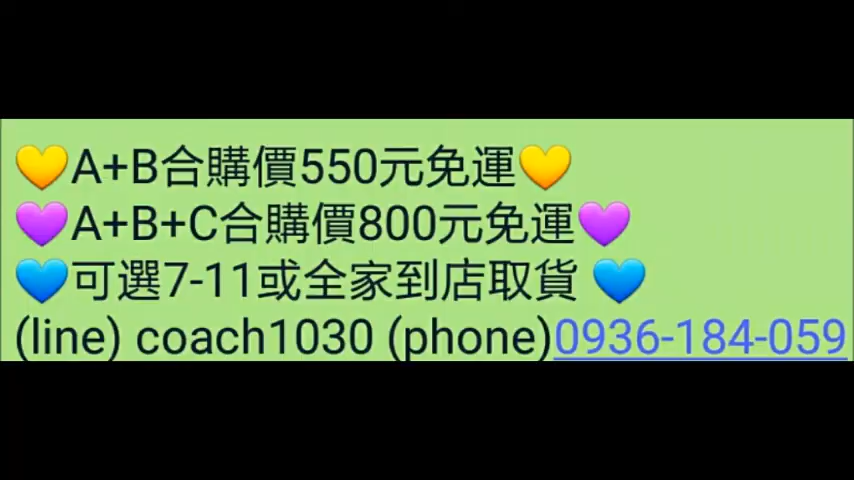 💛A+B合購價550元免運💛
💜A+B+C合購價800元免運💜
💙可選7-11或全家到店取貨 💙
(line) coach1030 (phone)0936-184-059